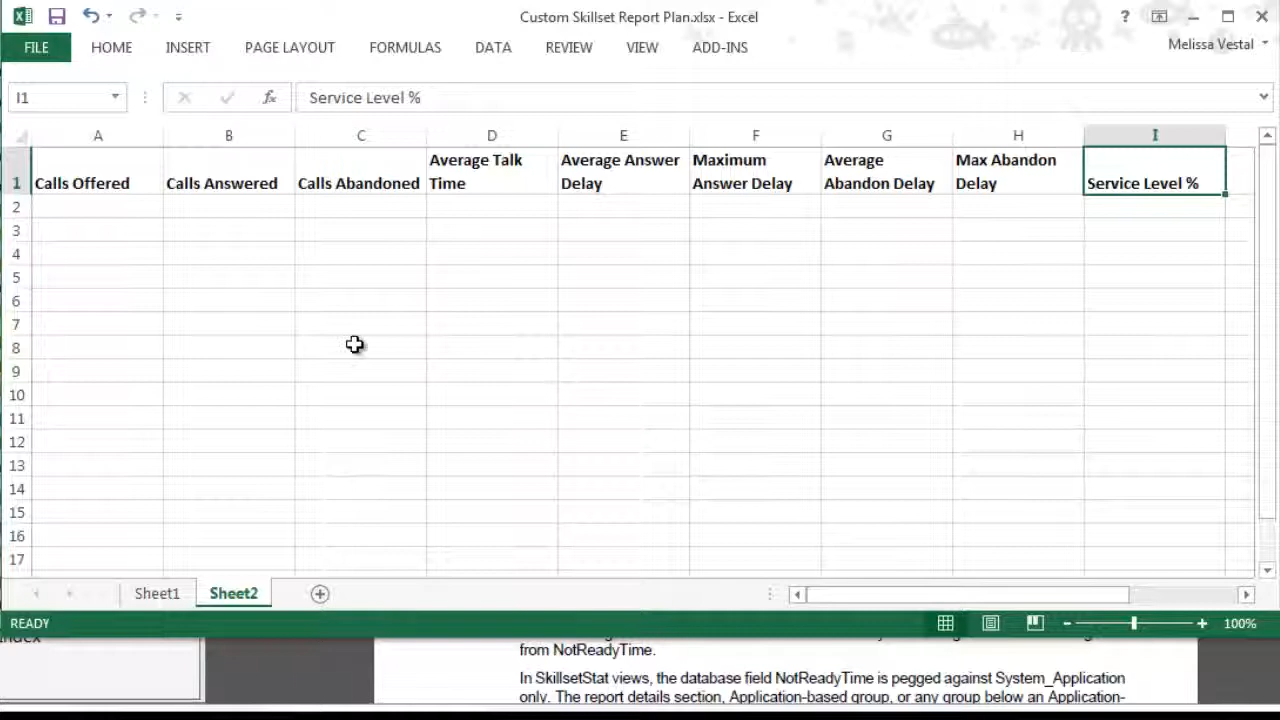 Custom Skillset Report Plan.xlsx - Excel
?
FILE HOME INSERT PAGE LAYOUT FORMULAS DATA REVIEW VIEW ADD-INS Melissa Vestal
I1 fx Service Level %
A B C D E F G H I
1 Calls Offered Calls Answered Calls Abandoned Average Talk Time Average Answer Delay Maximum Answer Delay Average Abandon Delay Max Abandon Delay Service Level %
2
3
4
5
6
7
8
9
10
11
12
13
14
15
16
17
Sheet1 Sheet2
READY 100%
from NotReadyTime.
In SkillsetStat views, the database field NotReadyTime is pegged against System_Application
only. The report details section, Application-based group, or any group below an Application-